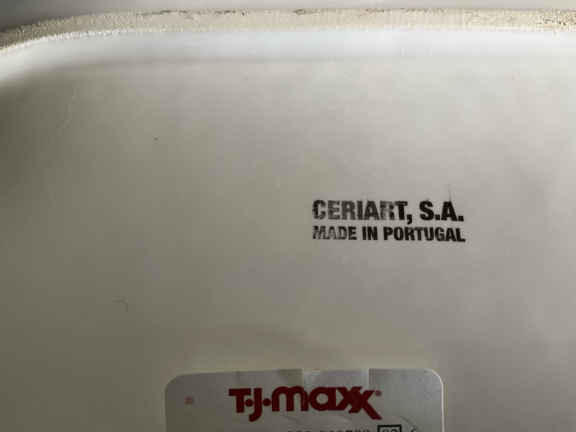 CERIART, S.A.
MADE IN PORTUGAL
T·J·maxx